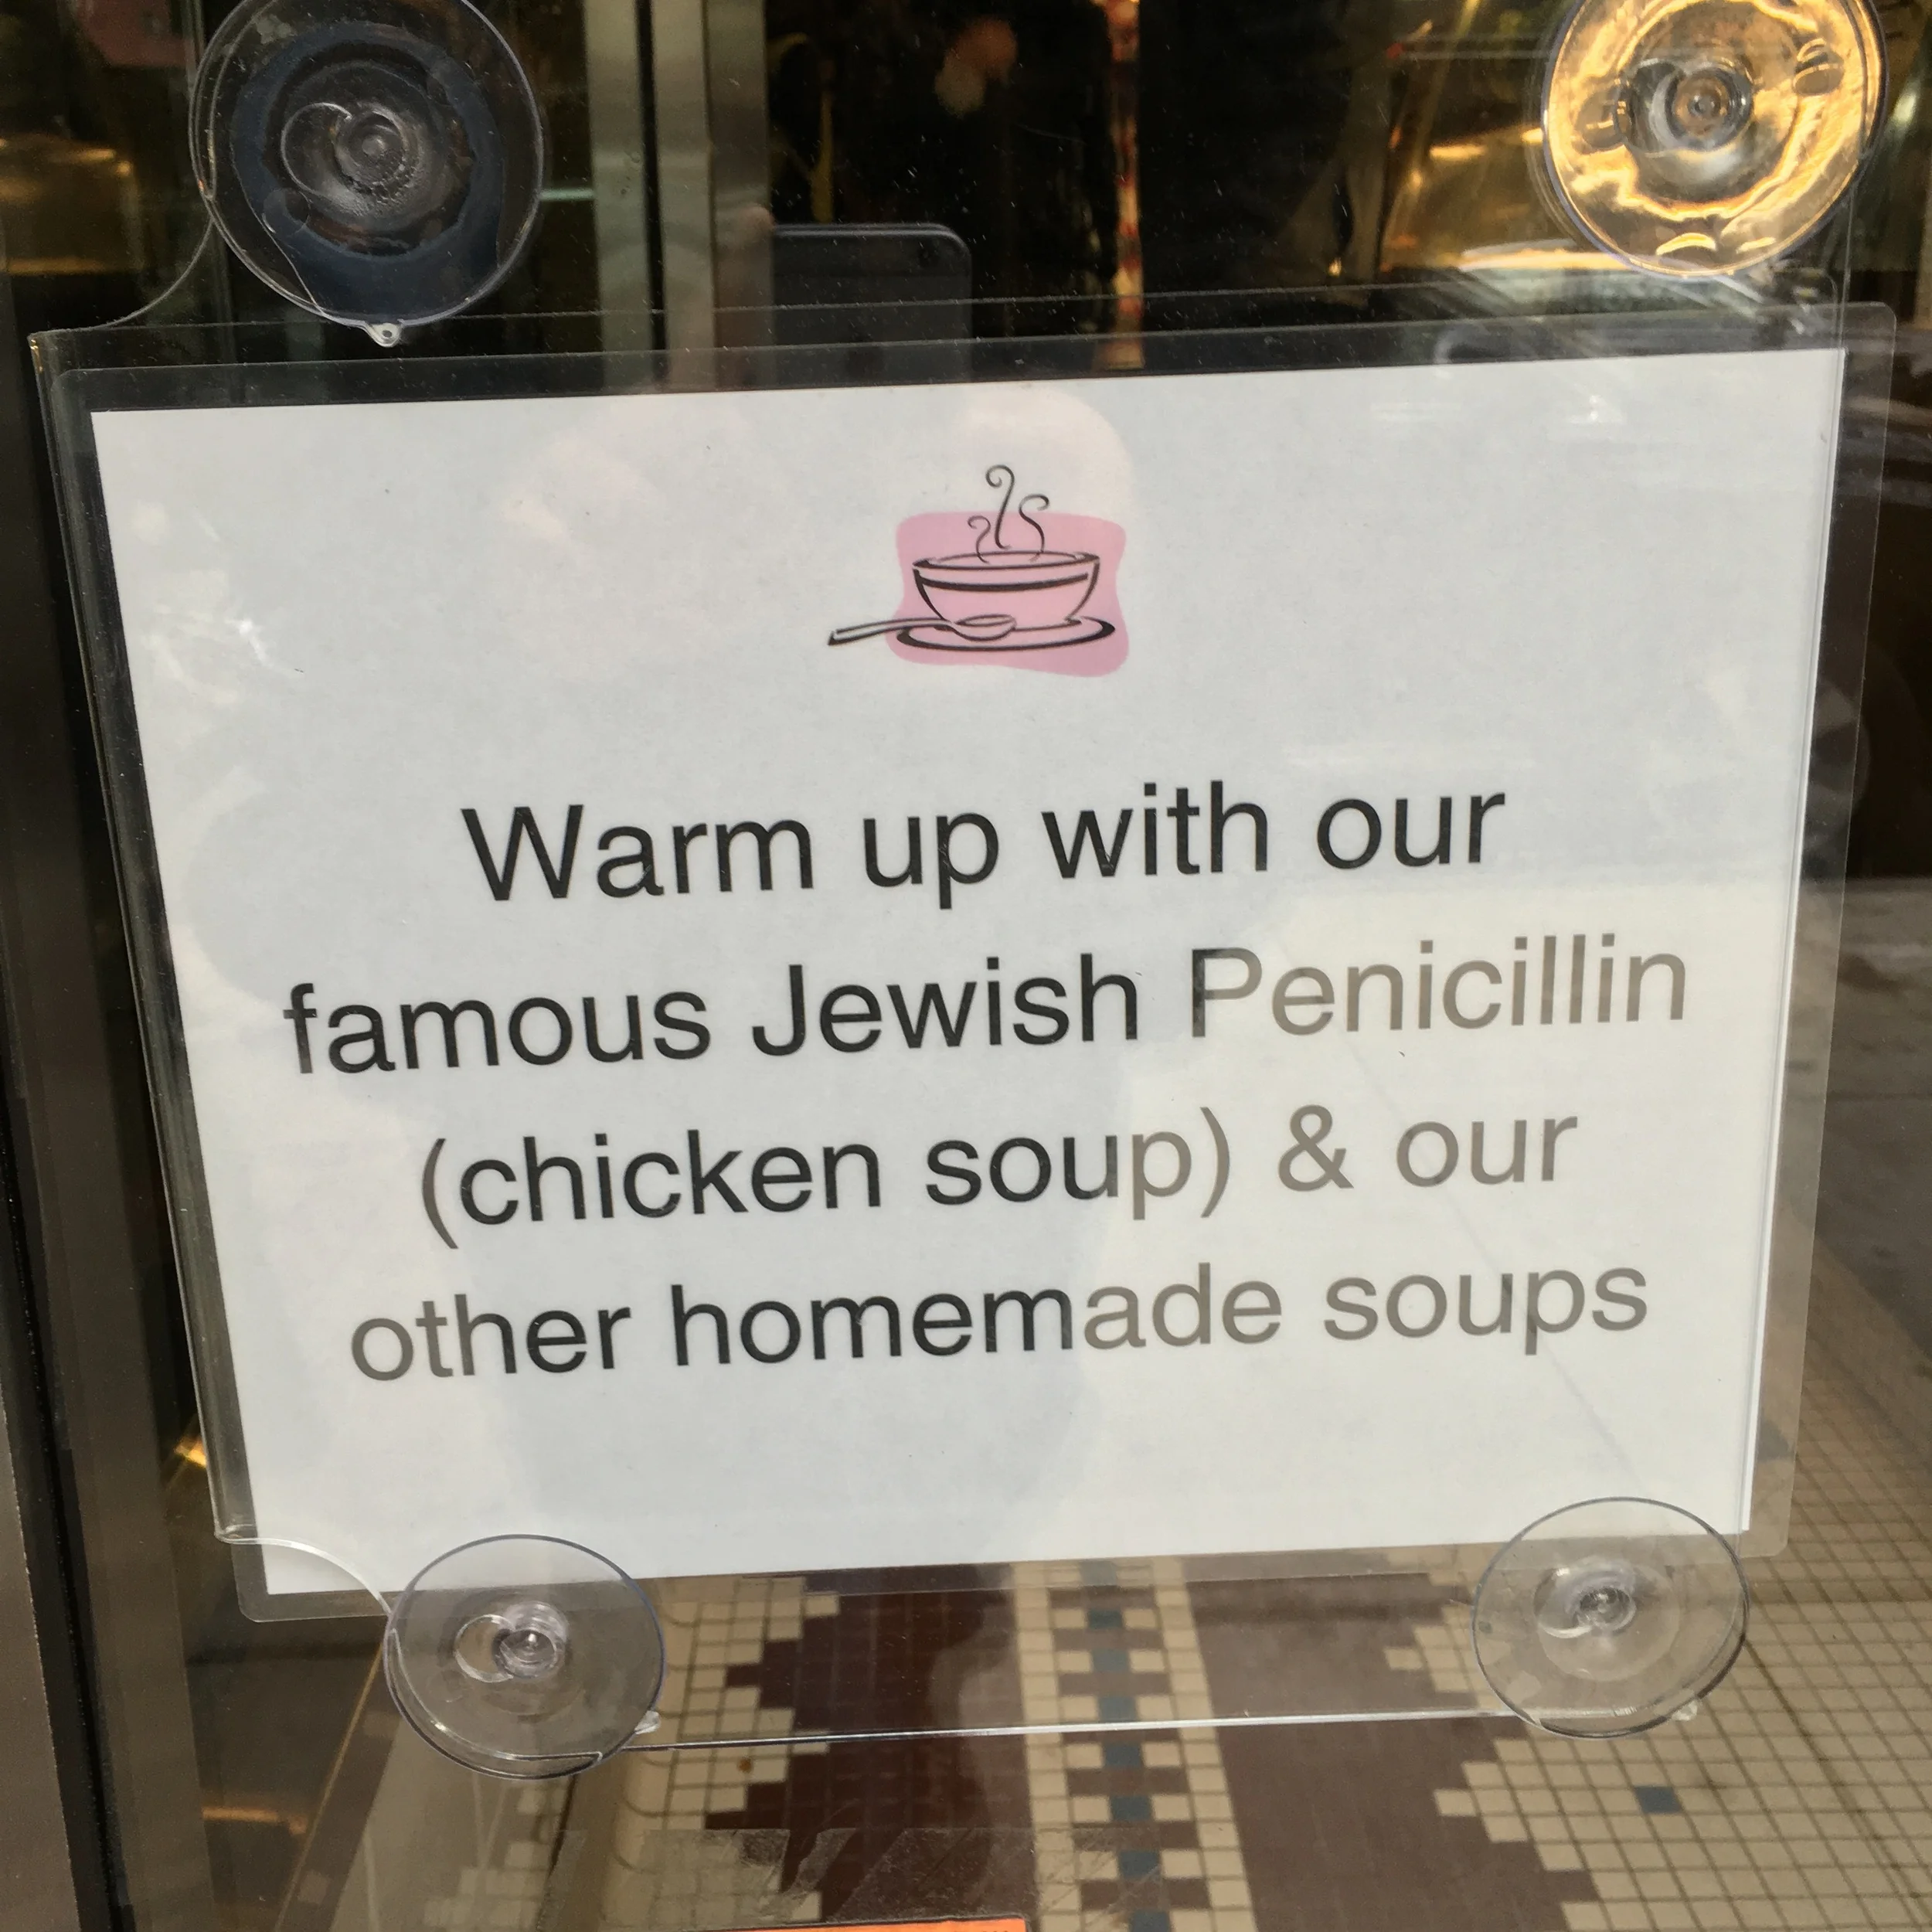 Warm up with our
famous Jewish Penicillin
(chicken soup) & our
other homemade soups